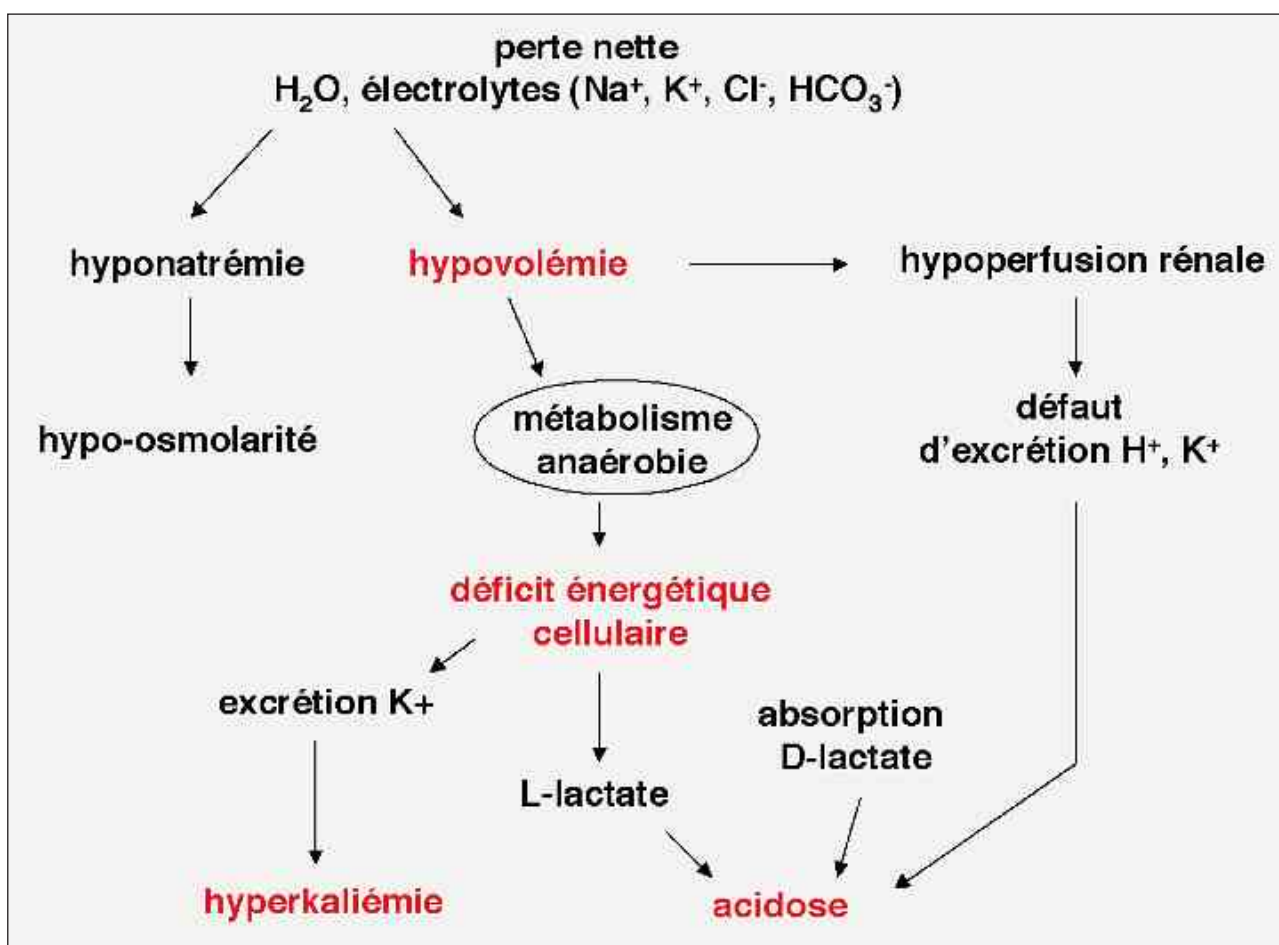 perte nette
H₂O, électrolytes (Na⁺, K⁺, Cl⁻, HCO₃⁻)
hyponatrémie
hypovolémie
hypoperfusion rénale
hypo-osmolarité
métabolisme
anaérobie
défaut
d'excrétion H⁺, K⁺
déficit énergétique
cellulaire
excrétion K+
absorption
D-lactate
L-lactate
hyperkaliémie
acidose